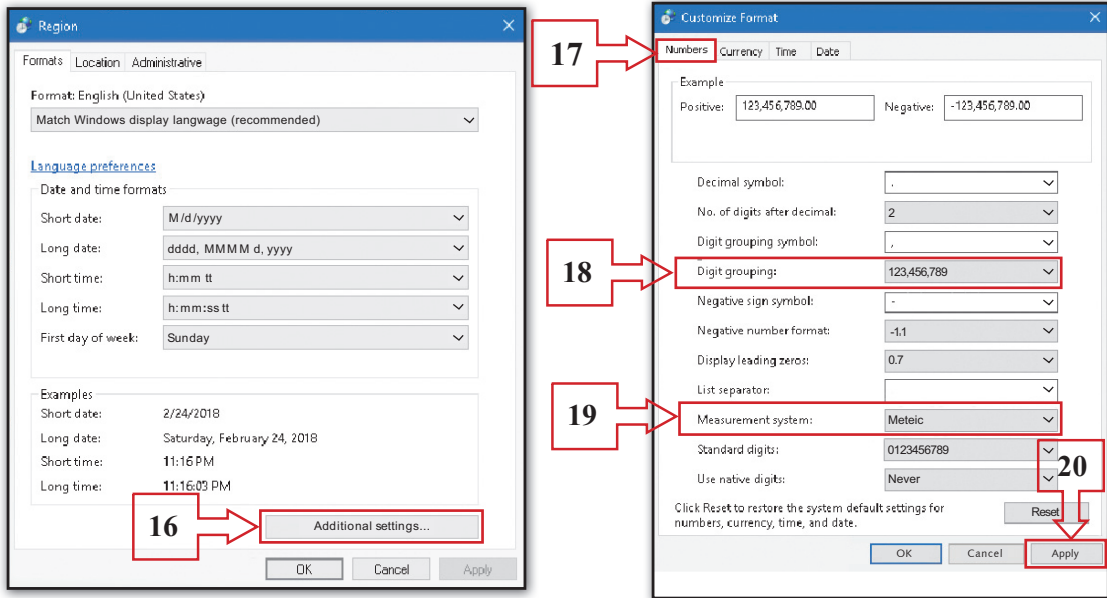 Region
Formats Location Administrative
Format: English (United States)
Match Windows display langwage (recommended)
Language preferences
Date and time formats
Short date: M/d/yyyy
Long date: dddd, MMMM d, yyyy
Short time: h:mm tt
Long time: h:mm:ss tt
First day of week: Sunday
Examples
Short date: 2/24/2018
Long date: Saturday, February 24, 2018
Short time: 11:16 PM
Long time: 11:16:03 PM
16 Additional settings...
OK Cancel Apply
Customize Format
17 Numbers Currency Time Date
Example
Positive: 123,456,789.00 Negative: -123,456,789.00
Decimal symbol: .
No. of digits after decimal: 2
Digit grouping symbol: ,
18 Digit grouping: 123,456,789
Negative sign symbol: -
Negative number format: -1.1
Display leading zeros: 0.7
List separator:
19 Measurement system: Meteic
Standard digits: 0123456789
20
Use native digits: Never
Click Reset to restore the system default settings for
numbers, currency, time, and date.
Reset
OK Cancel Apply